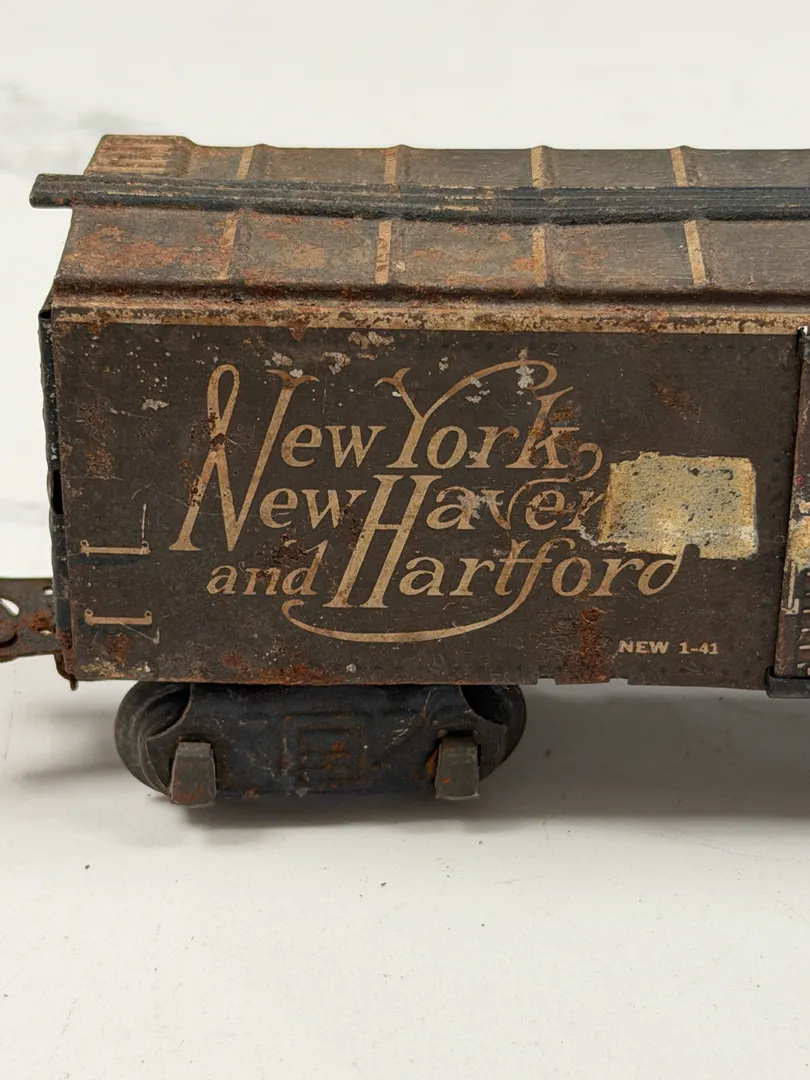 New York,
New Haven
and Hartford
NEW 1-41